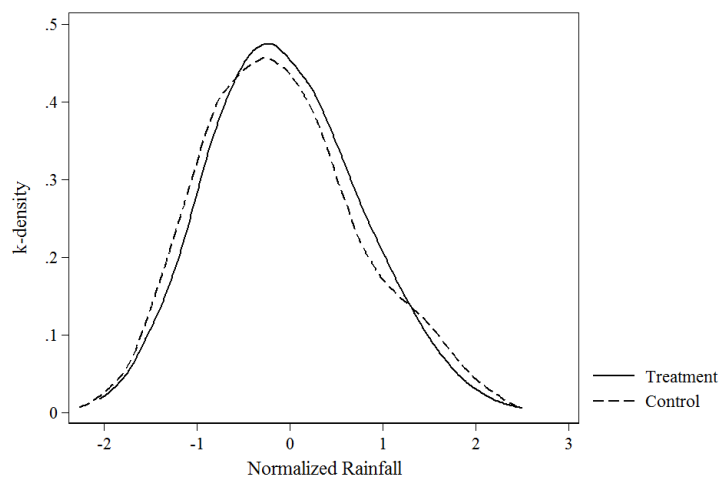 .5
.4
.3
.2
.1
0
k-density
-2 -1 0 1 2 3
Normalized Rainfall
Treatment
Control